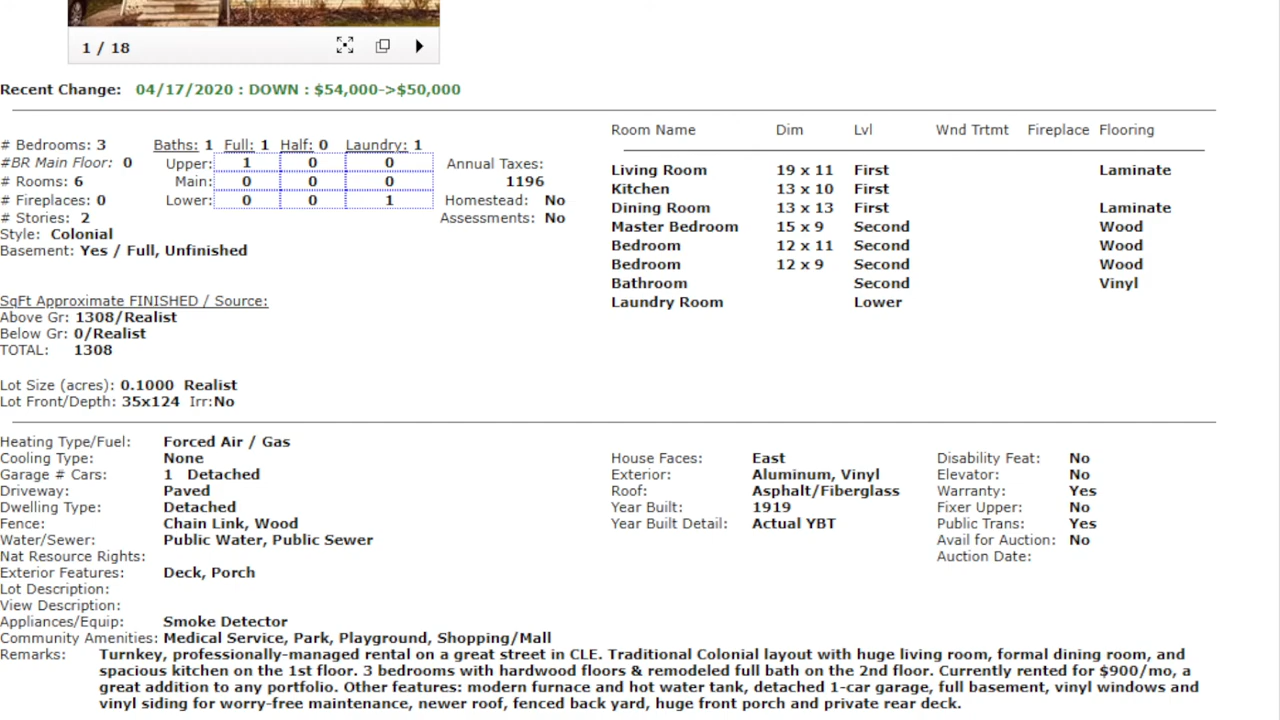 1 / 18
Recent Change: 04/17/2020 : DOWN : $54,000->$50,000
# Bedrooms: 3 Baths: 1 Full: 1 Half: 0 Laundry: 1
#BR Main Floor: 0 Upper: 1 0 0 Annual Taxes:
# Rooms: 6 Main: 0 0 0 1196
# Fireplaces: 0 Lower: 0 0 1 Homestead: No
# Stories: 2 Assessments: No
Style: Colonial
Basement: Yes / Full, Unfinished
SqFt Approximate FINISHED / Source:
Above Gr: 1308/Realist
Below Gr: 0/Realist
TOTAL: 1308
Lot Size (acres): 0.1000 Realist
Lot Front/Depth: 35x124 Irr:No
Room Name Dim Lvl Wnd Trtmt Fireplace Flooring
Living Room 19 x 11 First Laminate
Kitchen 13 x 10 First
Dining Room 13 x 13 First Laminate
Master Bedroom 15 x 9 Second Wood
Bedroom 12 x 11 Second Wood
Bedroom 12 x 9 Second Wood
Bathroom Second Vinyl
Laundry Room Lower
Heating Type/Fuel: Forced Air / Gas
Cooling Type: None
Garage # Cars: 1 Detached
Driveway: Paved
Dwelling Type: Detached
Fence: Chain Link, Wood
Water/Sewer: Public Water, Public Sewer
Nat Resource Rights:
Exterior Features: Deck, Porch
Lot Description:
View Description:
Appliances/Equip: Smoke Detector
Community Amenities: Medical Service, Park, Playground, Shopping/Mall
House Faces: East
Exterior: Aluminum, Vinyl
Roof: Asphalt/Fiberglass
Year Built: 1919
Year Built Detail: Actual YBT
Disability Feat: No
Elevator: No
Warranty: Yes
Fixer Upper: No
Public Trans: Yes
Avail for Auction: No
Auction Date:
Remarks: Turnkey, professionally-managed rental on a great street in CLE. Traditional Colonial layout with huge living room, formal dining room, and
spacious kitchen on the 1st floor. 3 bedrooms with hardwood floors & remodeled full bath on the 2nd floor. Currently rented for $900/mo, a
great addition to any portfolio. Other features: modern furnace and hot water tank, detached 1-car garage, full basement, vinyl windows and
vinyl siding for worry-free maintenance, newer roof, fenced back yard, huge front porch and private rear deck.